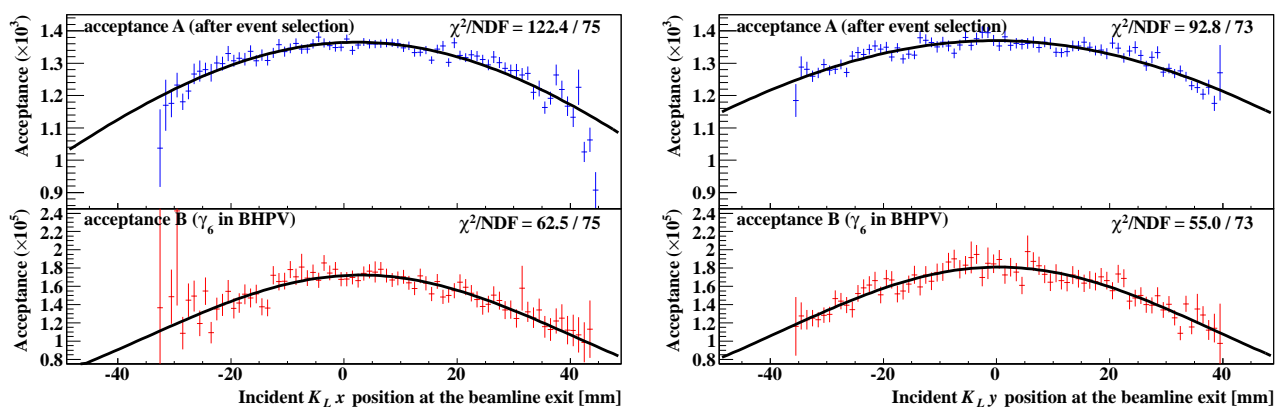 acceptance A (after event selection)
χ²/NDF = 122.4 / 75
Acceptance (×10³)
1.4
1.3
1.2
1.1
1
0.9
acceptance B (γ₆ in BHPV)
χ²/NDF = 62.5 / 75
Acceptance (×10⁵)
2.4
2.2
2
1.8
1.6
1.4
1.2
1
0.8
-40 -20 0 20 40
Incident K_L x position at the beamline exit [mm]
acceptance A (after event selection)
χ²/NDF = 92.8 / 73
Acceptance (×10³)
1.4
1.3
1.2
1.1
1
0.9
acceptance B (γ₆ in BHPV)
χ²/NDF = 55.0 / 73
Acceptance (×10⁵)
2.4
2.2
2
1.8
1.6
1.4
1.2
1
0.8
-40 -20 0 20 40
Incident K_L y position at the beamline exit [mm]